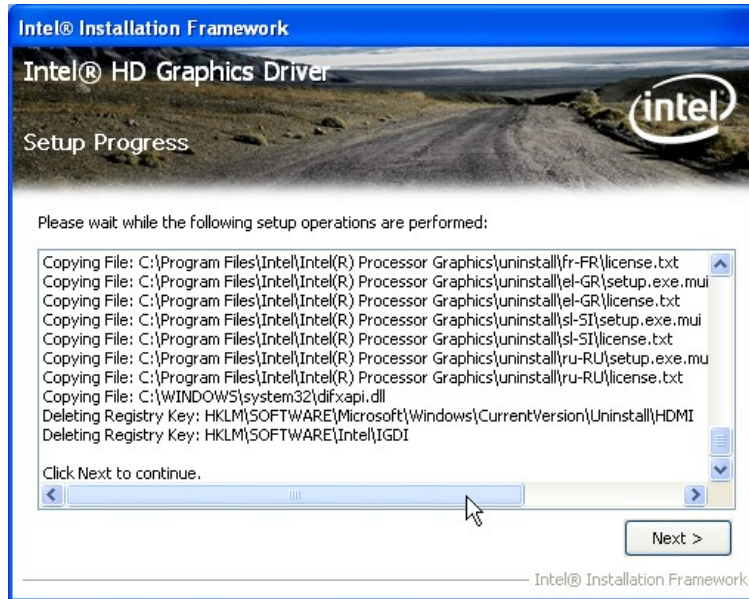 Intel® Installation Framework
Intel® HD Graphics Driver
intel
Setup Progress
Please wait while the following setup operations are performed:
Copying File: C:\Program Files\Intel\Intel(R) Processor Graphics\uninstall\fr-FR\license.txt
Copying File: C:\Program Files\Intel\Intel(R) Processor Graphics\uninstall\el-GR\setup.exe.mui
Copying File: C:\Program Files\Intel\Intel(R) Processor Graphics\uninstall\el-GR\license.txt
Copying File: C:\Program Files\Intel\Intel(R) Processor Graphics\uninstall\sl-SI\setup.exe.mui
Copying File: C:\Program Files\Intel\Intel(R) Processor Graphics\uninstall\sl-SI\license.txt
Copying File: C:\Program Files\Intel\Intel(R) Processor Graphics\uninstall\ru-RU\setup.exe.mu
Copying File: C:\Program Files\Intel\Intel(R) Processor Graphics\uninstall\ru-RU\license.txt
Copying File: C:\WINDOWS\system32\difxapi.dll
Deleting Registry Key: HKLM\SOFTWARE\Microsoft\Windows\CurrentVersion\Uninstall\HDMI
Deleting Registry Key: HKLM\SOFTWARE\Intel\IGDI
Click Next to continue.
Next >
Intel® Installation Framework